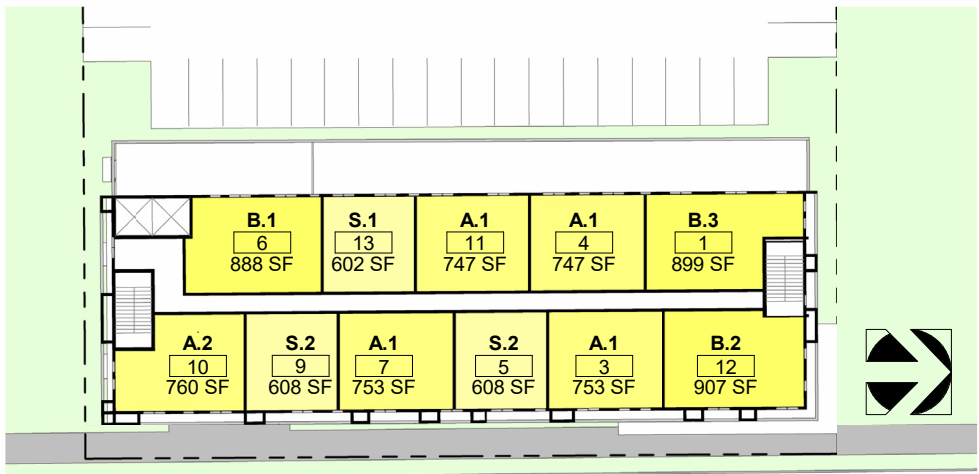 B.1
6
888 SF
S.1
13
602 SF
A.1
11
747 SF
A.1
4
747 SF
B.3
1
899 SF
A.2
10
760 SF
S.2
9
608 SF
A.1
7
753 SF
S.2
5
608 SF
A.1
3
753 SF
B.2
12
907 SF